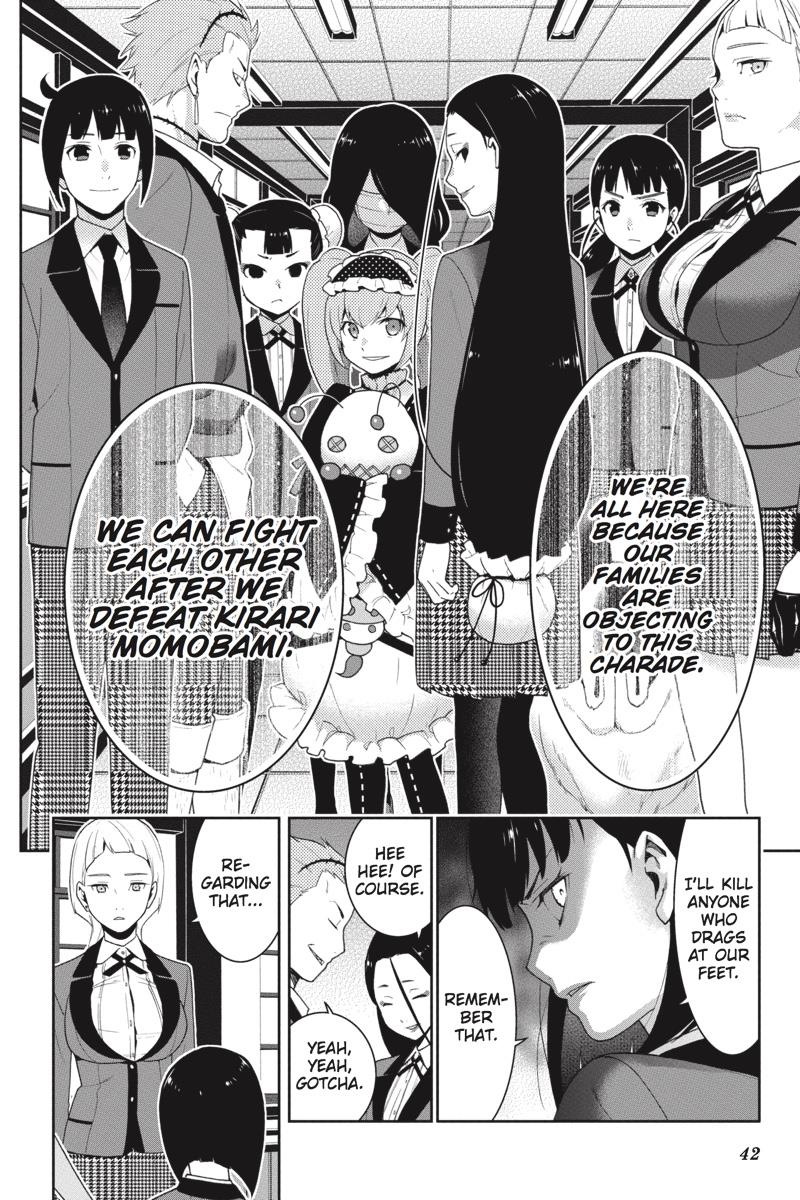 WE'RE
ALL HERE
BECAUSE
OUR
FAMILIES
ARE
OBJECTING
TO THIS
CHARADE.
WE CAN FIGHT
EACH OTHER
AFTER WE
DEFEAT KIRARI
MOMOBAMI.
I'LL KILL
ANYONE
WHO
DRAGS
AT OUR
FEET.
REMEM-
BER
THAT.
HEE
HEE! OF
COURSE.
YEAH,
YEAH,
GOTCHA.
RE-
GARDING
THAT...
42